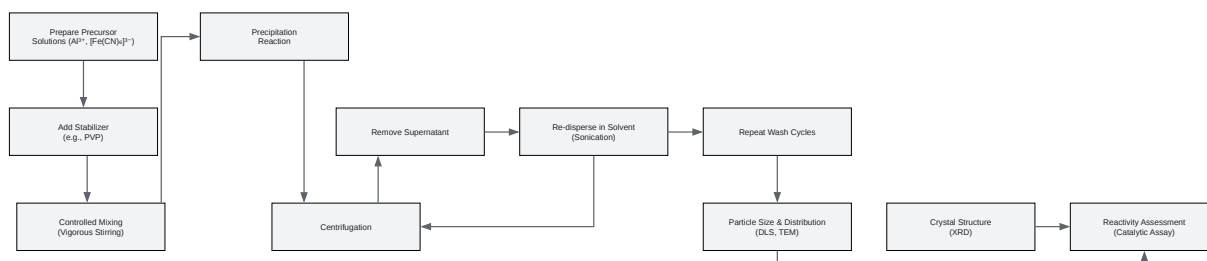 Prepare Precursor
Solutions (Al³⁺, [Fe(CN)₆]³⁻)
Precipitation
Reaction
Add Stabilizer
(e.g., PVP)
Remove Supernatant
Re-disperse in Solvent
(Sonication)
Repeat Wash Cycles
Controlled Mixing
(Vigorous Stirring)
Centrifugation
Particle Size & Distribution
(DLS, TEM)
Crystal Structure
(XRD)
Reactivity Assessment
(Catalytic Assay)